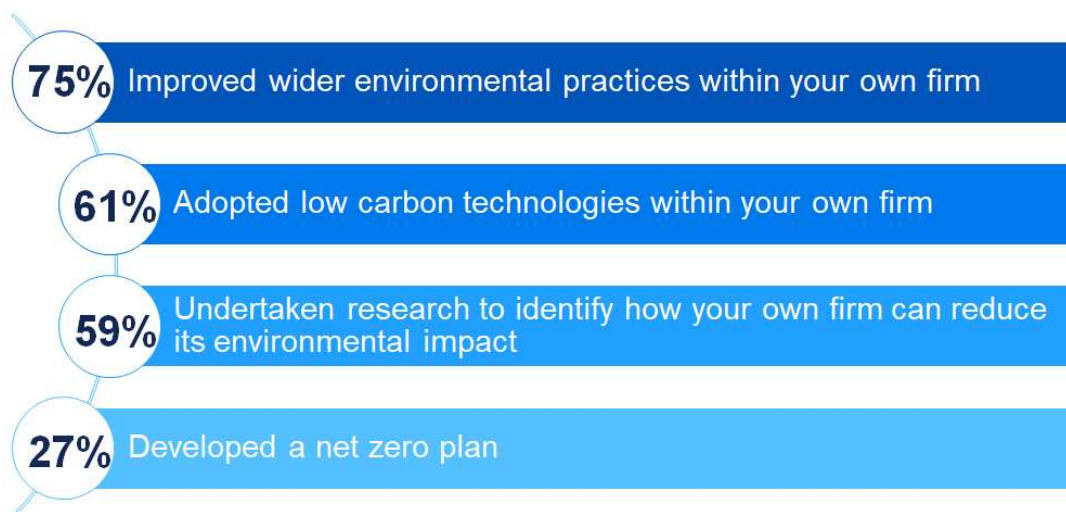 75% Improved wider environmental practices within your own firm
61% Adopted low carbon technologies within your own firm
59% Undertaken research to identify how your own firm can reduce
its environmental impact
27% Developed a net zero plan